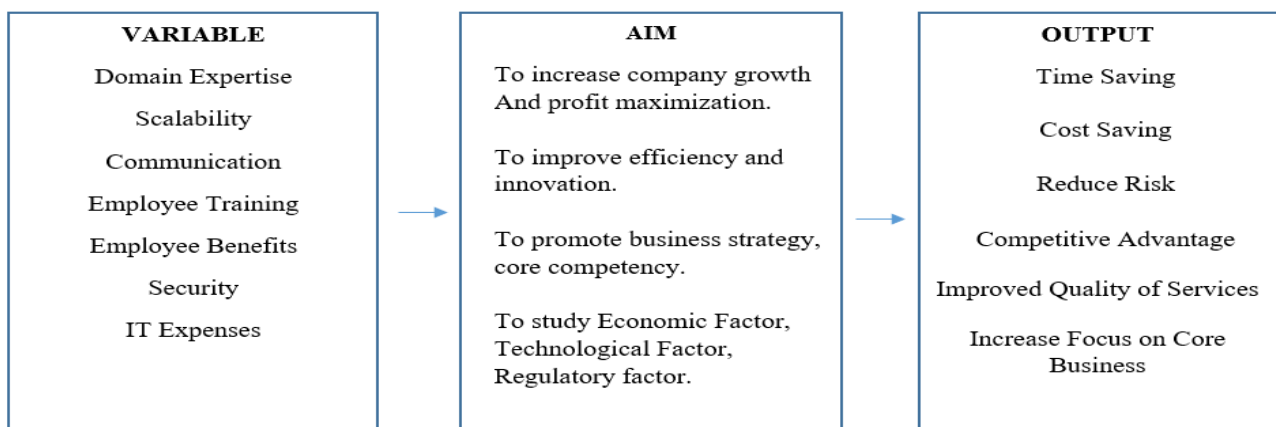 VARIABLE
Domain Expertise
Scalability
Communication
Employee Training
Employee Benefits
Security
IT Expenses
AIM
To increase company growth
And profit maximization.
To improve efficiency and
innovation.
To promote business strategy,
core competency.
To study Economic Factor,
Technological Factor,
Regulatory factor.
OUTPUT
Time Saving
Cost Saving
Reduce Risk
Competitive Advantage
Improved Quality of Services
Increase Focus on Core
Business